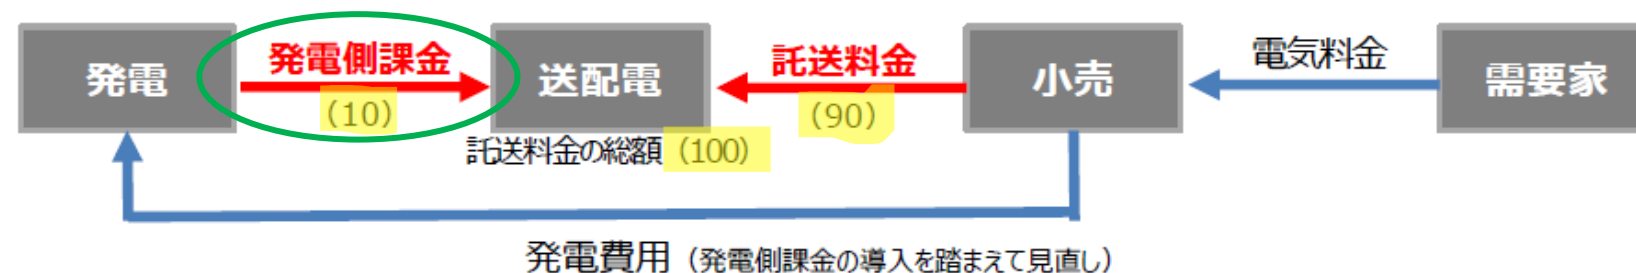 発電
発電側課金
(10)
送配電
託送料金
(90)
小売
電気料金
需要家
託送料金の総額(100)
発電費用(発電側課金の導入を踏まえて見直し)